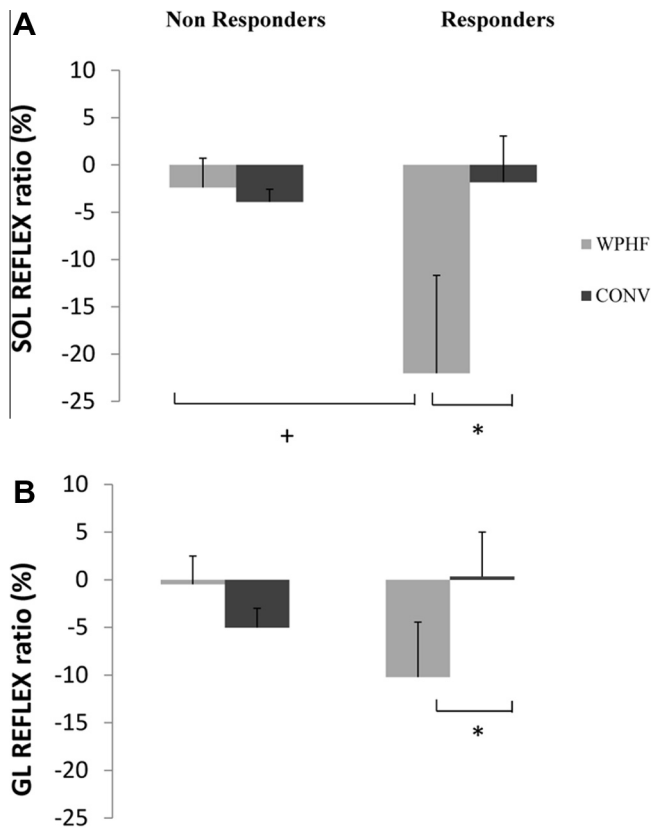 A
Non Responders Responders
SOL REFLEX ratio (%)
10
5
0
-5
-10
-15
-20
-25
WPHF
CONV
+
*
B
GL REFLEX ratio (%)
10
5
0
-5
-10
-15
-20
-25
*